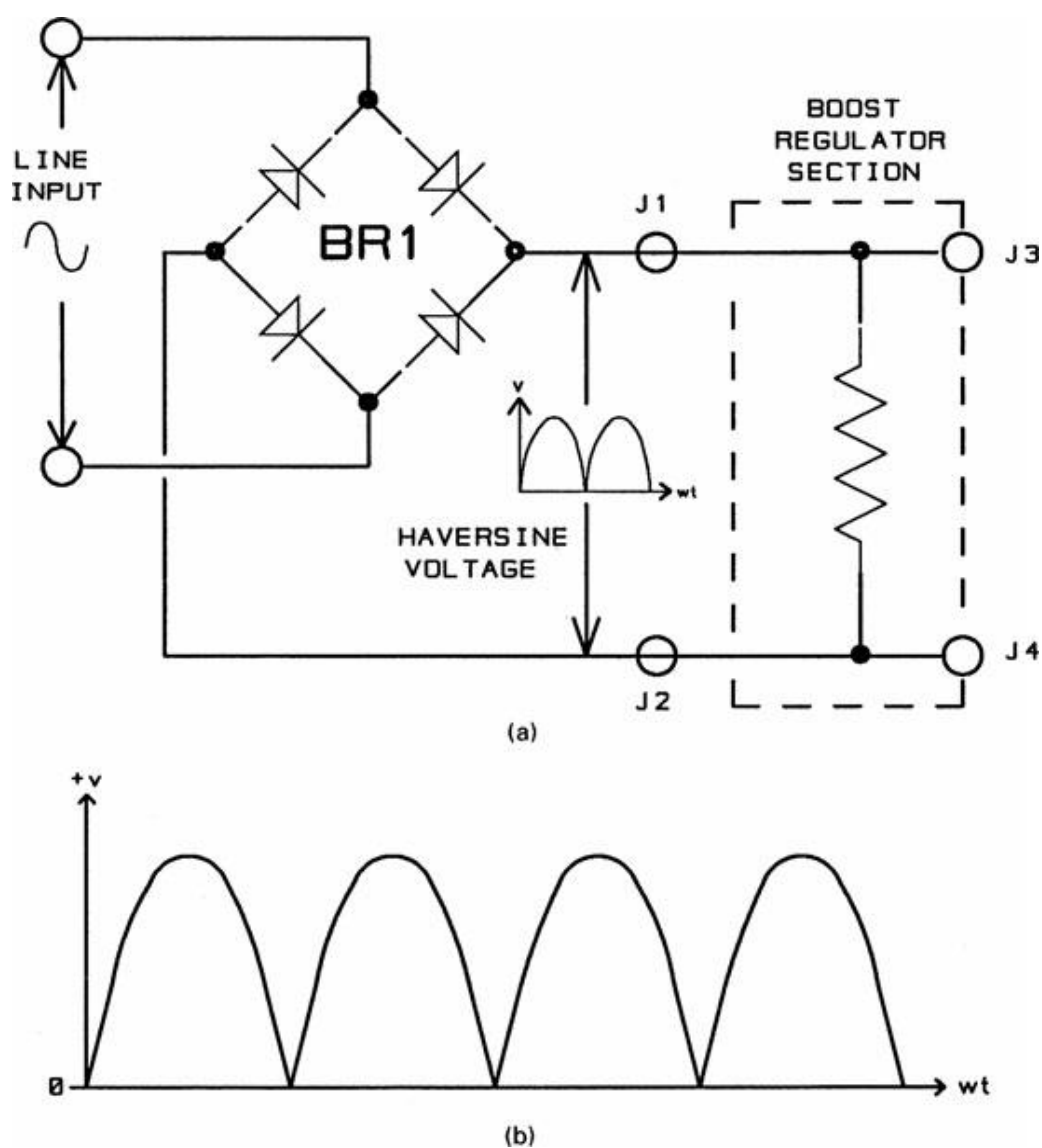 BOOST
REGULATOR
SECTION
LINE
INPUT
BR1
J1
J3
v
wt
HAVERSINE
VOLTAGE
J2
J4
(a)
+v
0
wt
(b)